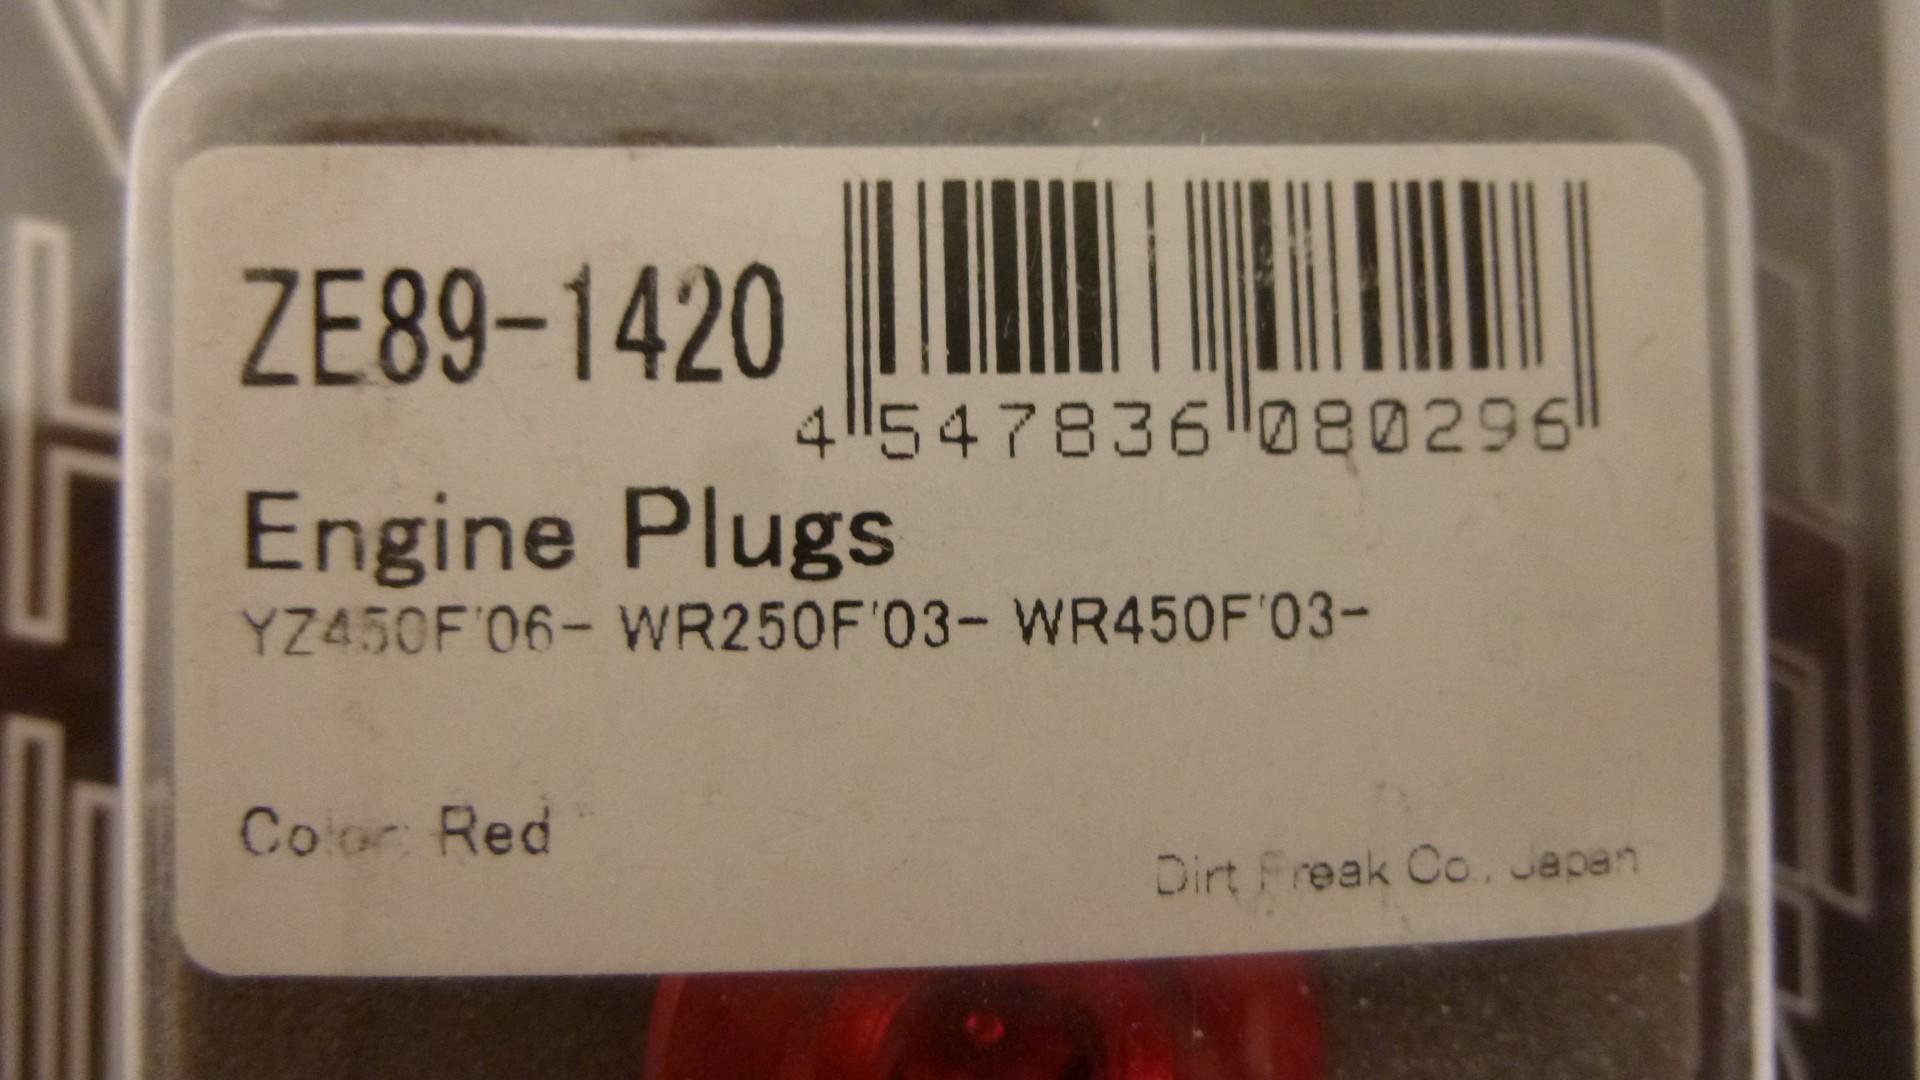 ZE89-1420
4 547836 080296
Engine Plugs
YZ450F'06- WR250F'03- WR450F'03-
Color: Red
Dirt Freak Co., Japan